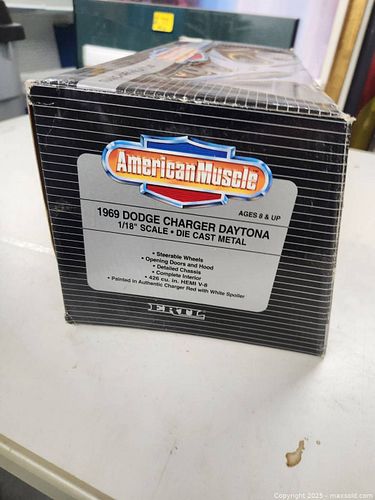 American Muscle
AGES 8 & UP
1969 DODGE CHARGER DAYTONA
1/18" SCALE • DIE CAST METAL
• Steerable Wheels
• Opening Doors and Hood
• Detailed Chassis
• Complete Interior
• 426 cu. in. HEMI V-8
• Painted in Authentic Charger Red with White Spoiler
ERTL
Copyright 2025 - maxsold.com